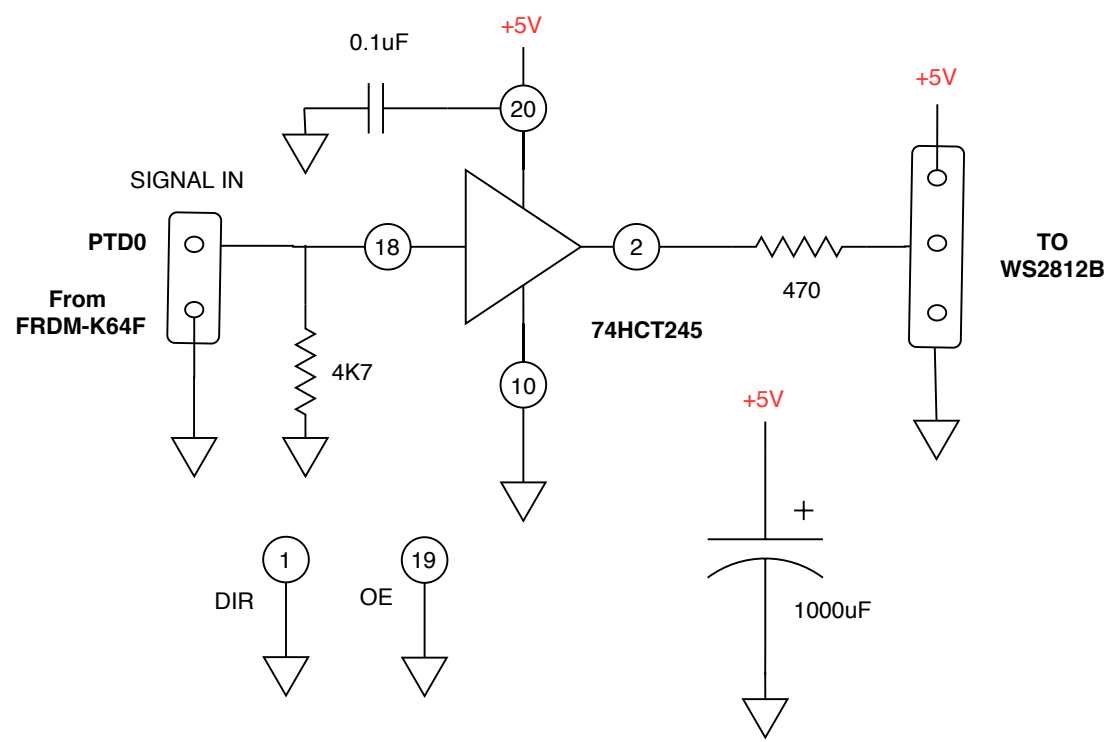 +5V
0.1uF
+5V
20
SIGNAL IN
PTD0
18
2
TO
WS2812B
From
FRDM-K64F
470
74HCT245
4K7
10
+5V
+
1
19
DIR
OE
1000uF